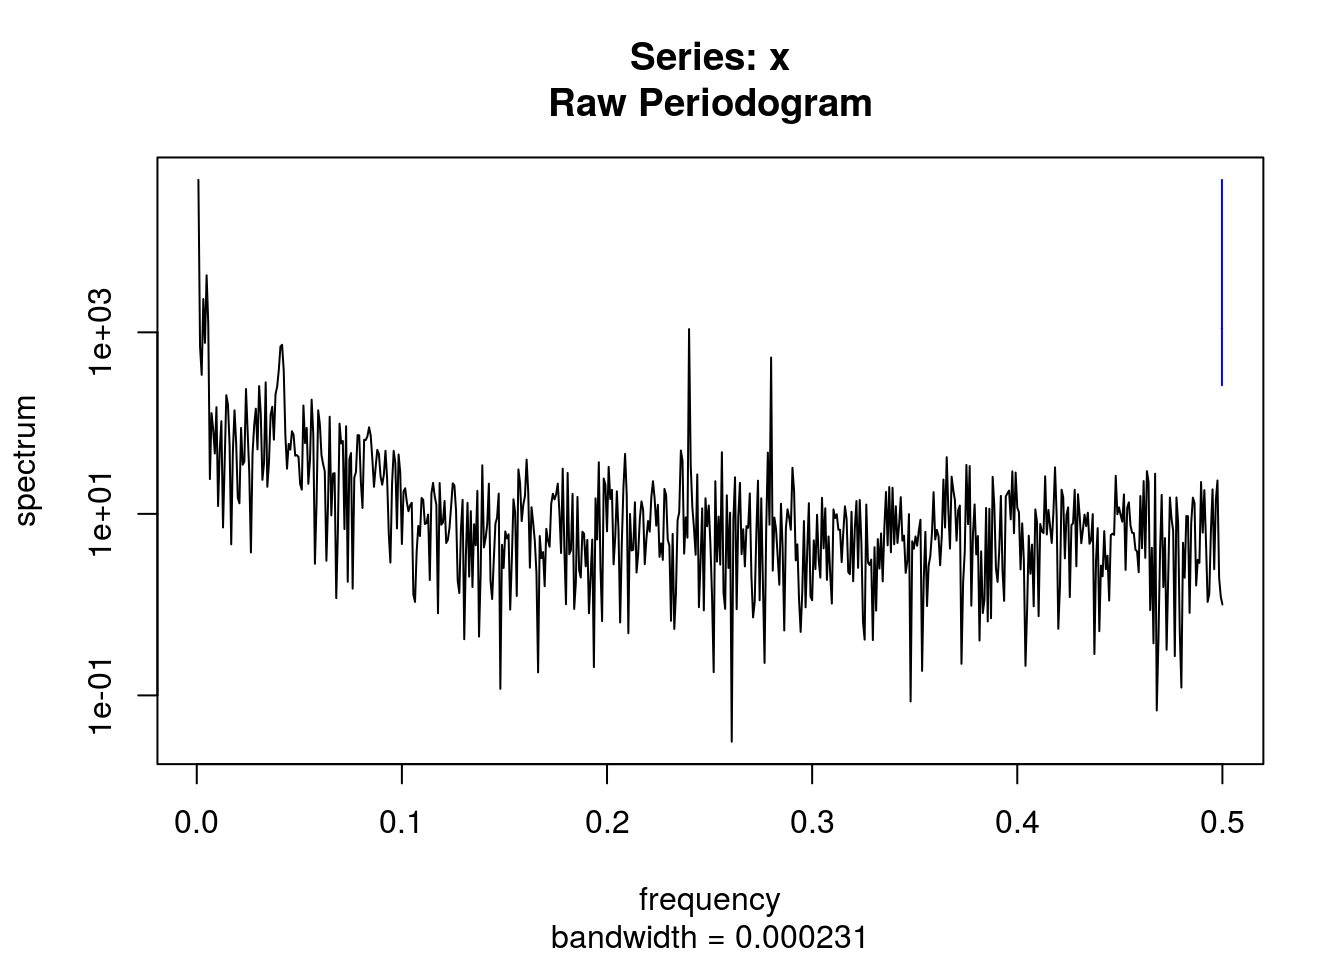 Series: x
Raw Periodogram
spectrum
1e+03
1e+01
1e-01
0.0 0.1 0.2 0.3 0.4 0.5
frequency
bandwidth = 0.000231